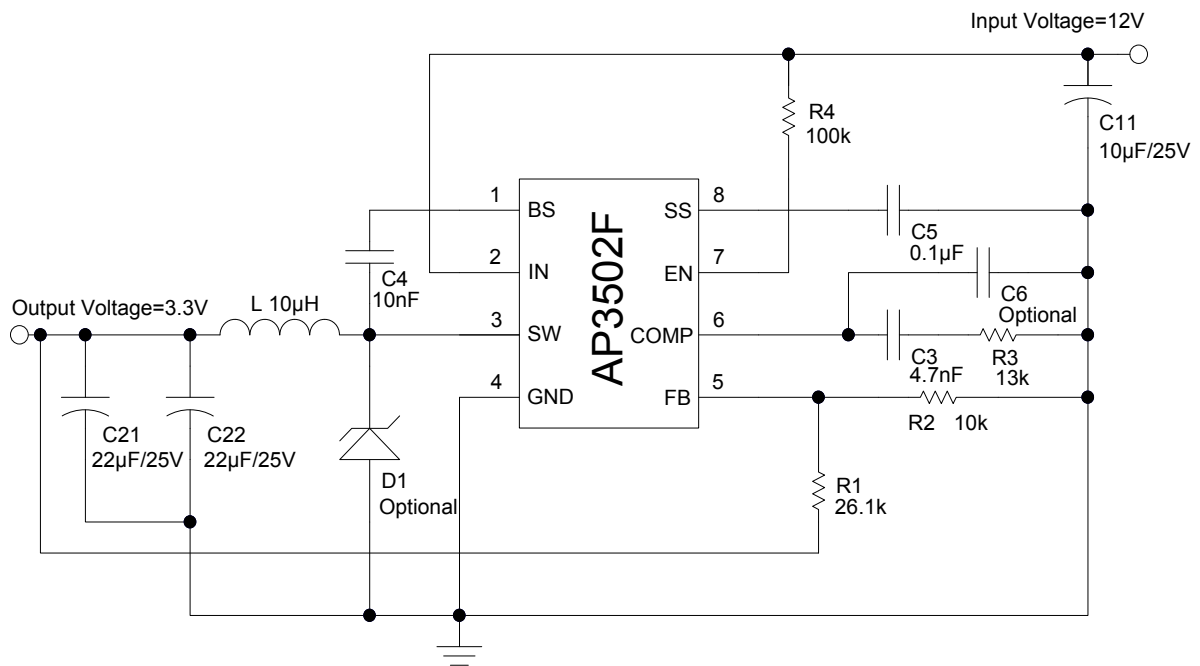 Input Voltage=12V
R4
100k
C11
10µF/25V
1
BS
SS
8
C5
0.1µF
2
IN
EN
7
C4
10nF
AP3502F
C6
Optional
Output Voltage=3.3V
L 10µH
3
SW
COMP
6
C3
4.7nF
R3
13k
4
GND
FB
5
R2 10k
C21
22µF/25V
C22
22µF/25V
D1
Optional
R1
26.1k